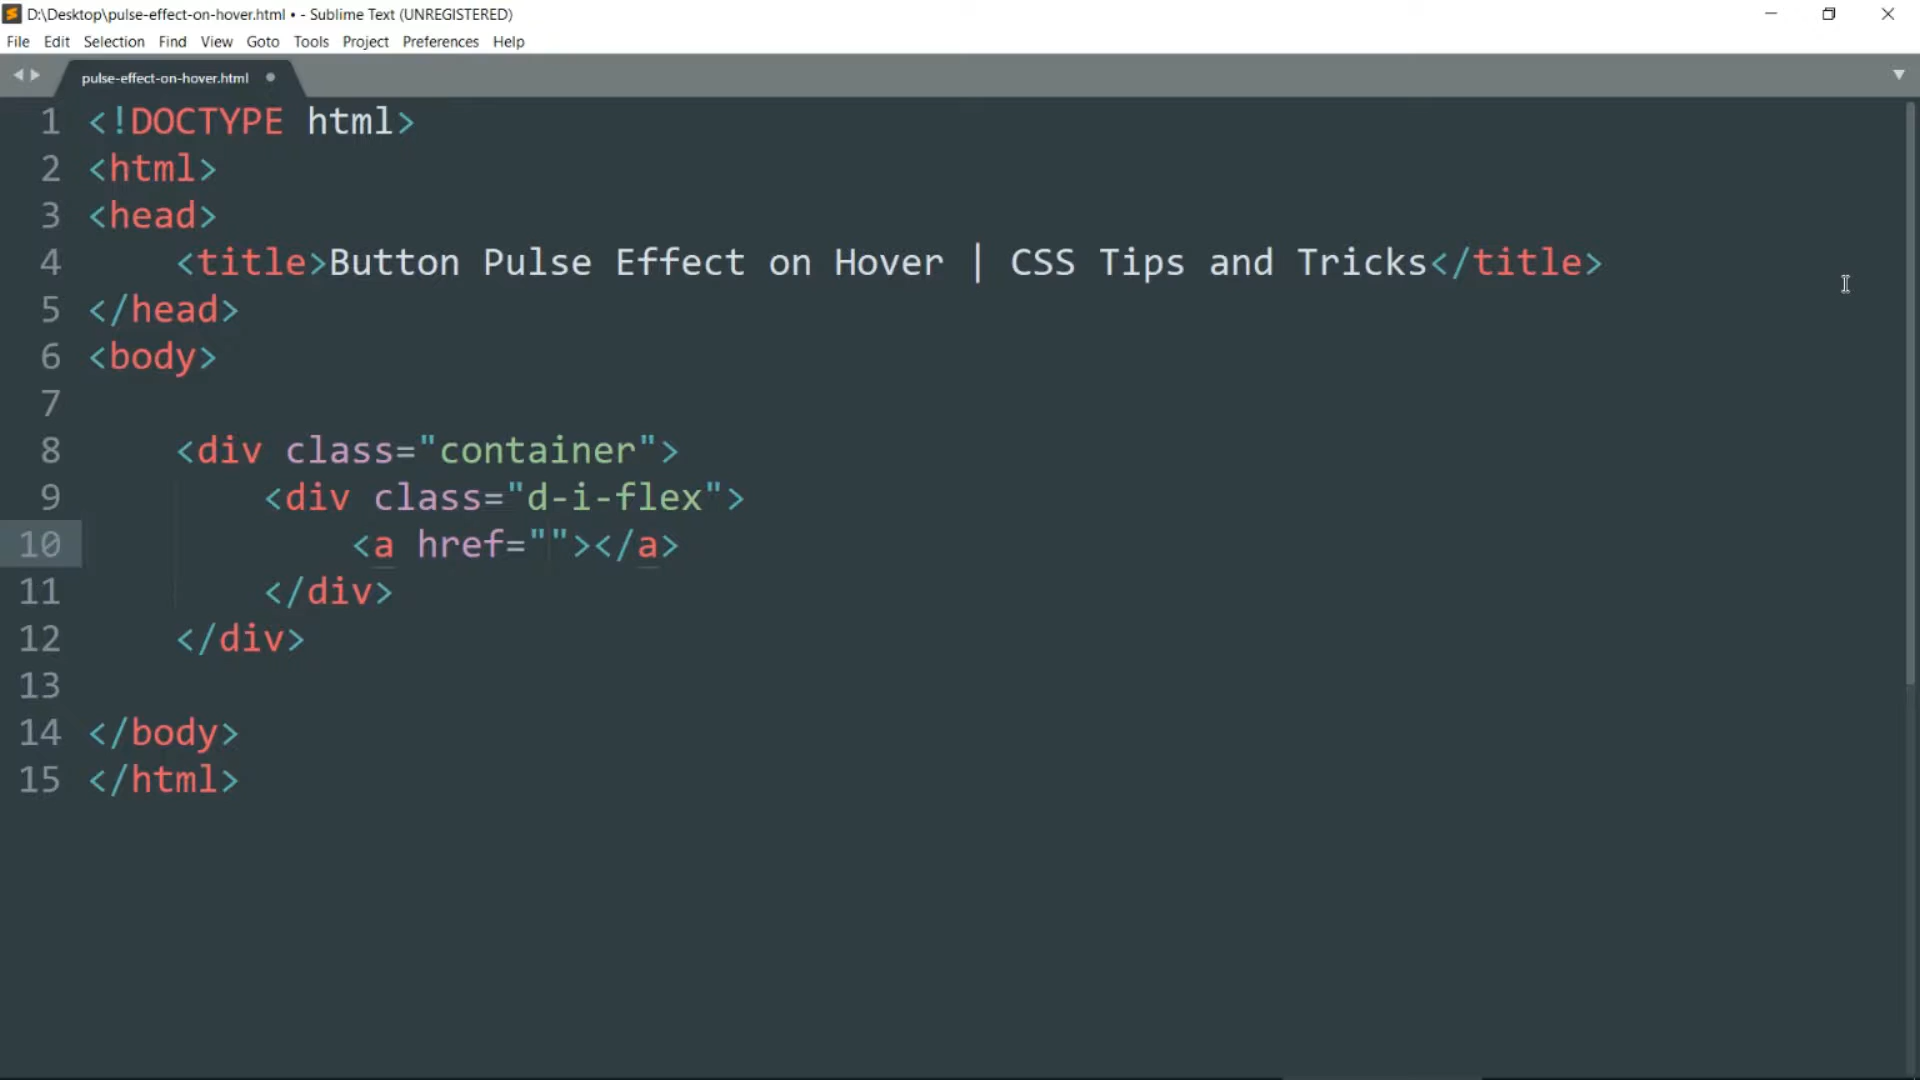 D:\Desktop\pulse-effect-on-hover.html • - Sublime Text (UNREGISTERED)
File Edit Selection Find View Goto Tools Project Preferences Help
pulse-effect-on-hover.html
1 <!DOCTYPE html>
2 <html>
3 <head>
4     <title>Button Pulse Effect on Hover | CSS Tips and Tricks</title>
5 </head>
6 <body>
7
8     <div class="container">
9         <div class="d-i-flex">
10             <a href=""></a>
11         </div>
12     </div>
13
14 </body>
15 </html>